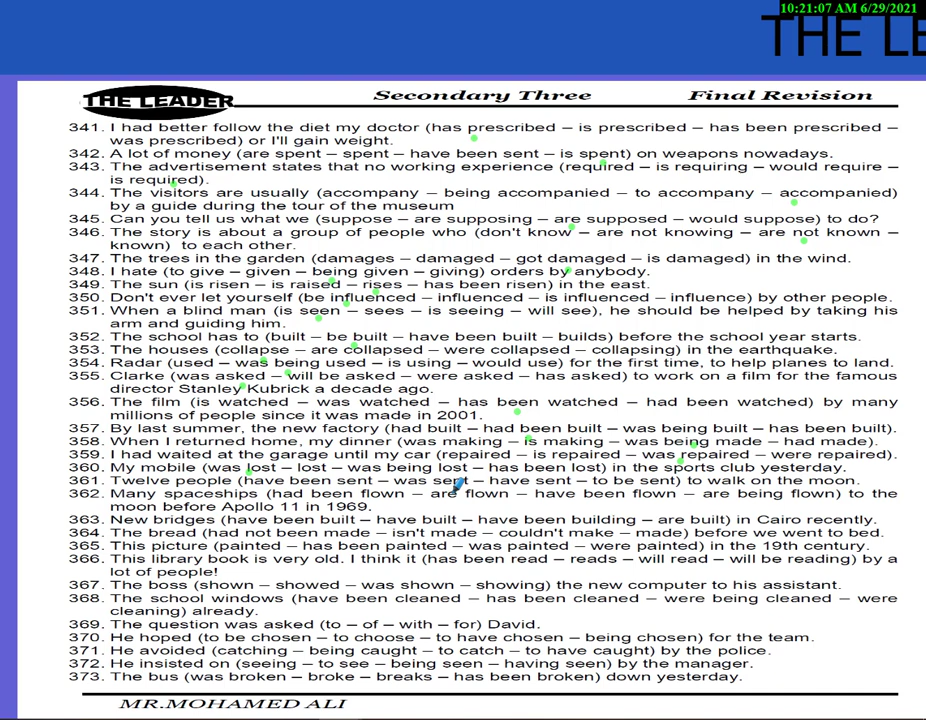 10:21:07 AM 6/29/2021
THE LE
THE LEADER Secondary Three Final Revision
341. I had better follow the diet my doctor (has prescribed – is prescribed – has been prescribed –
was prescribed) or I'll gain weight.
342. A lot of money (are spent – spent – have been sent – is spent) on weapons nowadays.
343. The advertisement states that no working experience (required – is requiring – would require –
is required).
344. The visitors are usually (accompany – being accompanied – to accompany – accompanied)
by a guide during the tour of the museum
345. Can you tell us what we (suppose – are supposing – are supposed – would suppose) to do?
346. The story is about a group of people who (don't know – are not knowing – are not known –
known) to each other.
347. The trees in the garden (damages – damaged – got damaged – is damaged) in the wind.
348. I hate (to give – given – being given – giving) orders by anybody.
349. The sun (is risen – is raised – rises – has been risen) in the east.
350. Don't ever let yourself (be influenced – influenced – is influenced – influence) by other people.
351. When a blind man (is seen – sees – is seeing – will see), he should be helped by taking his
arm and guiding him.
352. The school has to (built – be built – have been built – builds) before the school year starts.
353. The houses (collapse – are collapsed – were collapsed – collapsing) in the earthquake.
354. Radar (used – was being used – is using – would use) for the first time, to help planes to land.
355. Clarke (was asked – will be asked – were asked – has asked) to work on a film for the famous
director Stanley Kubrick a decade ago.
356. The film (is watched – was watched – has been watched – had been watched) by many
millions of people since it was made in 2001.
357. By last summer, the new factory (had built – had been built – was being built – has been built).
358. When I returned home, my dinner (was making – is making – was being made – had made).
359. I had waited at the garage until my car (repaired – is repaired – was repaired – were repaired).
360. My mobile (was lost – lost – was being lost – has been lost) in the sports club yesterday.
361. Twelve people (have been sent – was sent – have sent – to be sent) to walk on the moon.
362. Many spaceships (had been flown – are flown – have been flown – are being flown) to the
moon before Apollo 11 in 1969.
363. New bridges (have been built – have built – have been building – are built) in Cairo recently.
364. The bread (had not been made – isn't made – couldn't make – made) before we went to bed.
365. This picture (painted – has been painted – was painted – were painted) in the 19th century.
366. This library book is very old. I think it (has been read – reads – will read – will be reading) by a
lot of people!
367. The boss (shown – showed – was shown – showing) the new computer to his assistant.
368. The school windows (have been cleaned – has been cleaned – were being cleaned – were
cleaning) already.
369. The question was asked (to – of – with – for) David.
370. He hoped (to be chosen – to choose – to have chosen – being chosen) for the team.
371. He avoided (catching – being caught – to catch – to have caught) by the police.
372. He insisted on (seeing – to see – being seen – having seen) by the manager.
373. The bus (was broken – broke – breaks – has been broken) down yesterday.
MR.MOHAMED ALI